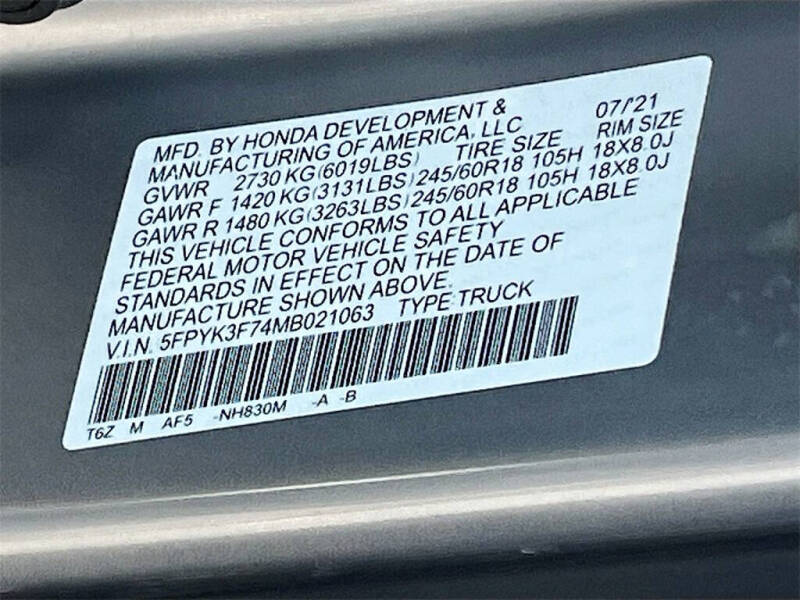 MFD. BY HONDA DEVELOPMENT & 07/'21
MANUFACTURING OF AMERICA, LLC
GVWR 2730 KG(6019LBS) TIRE SIZE RIM SIZE
GAWR F 1420 KG(3131LBS) 245/60R18 105H 18X8.0J
GAWR R 1480 KG(3263LBS) 245/60R18 105H 18X8.0J
THIS VEHICLE CONFORMS TO ALL APPLICABLE
FEDERAL MOTOR VEHICLE SAFETY
STANDARDS IN EFFECT ON THE DATE OF
MANUFACTURE SHOWN ABOVE.
V.I.N. 5FPYK3F74MB021063 TYPE:TRUCK
T6Z M AF5 -NH830M -A -B